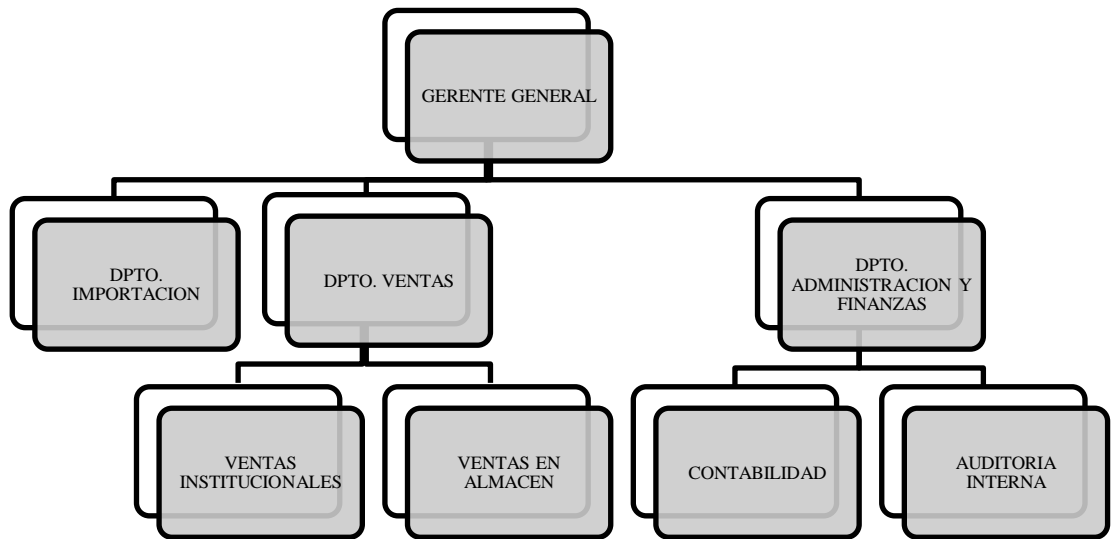 GERENTE GENERAL
DPTO.
IMPORTACION
DPTO. VENTAS
DPTO.
ADMINISTRACION Y
FINANZAS
VENTAS
INSTITUCIONALES
VENTAS EN
ALMACEN
CONTABILIDAD
AUDITORIA
INTERNA